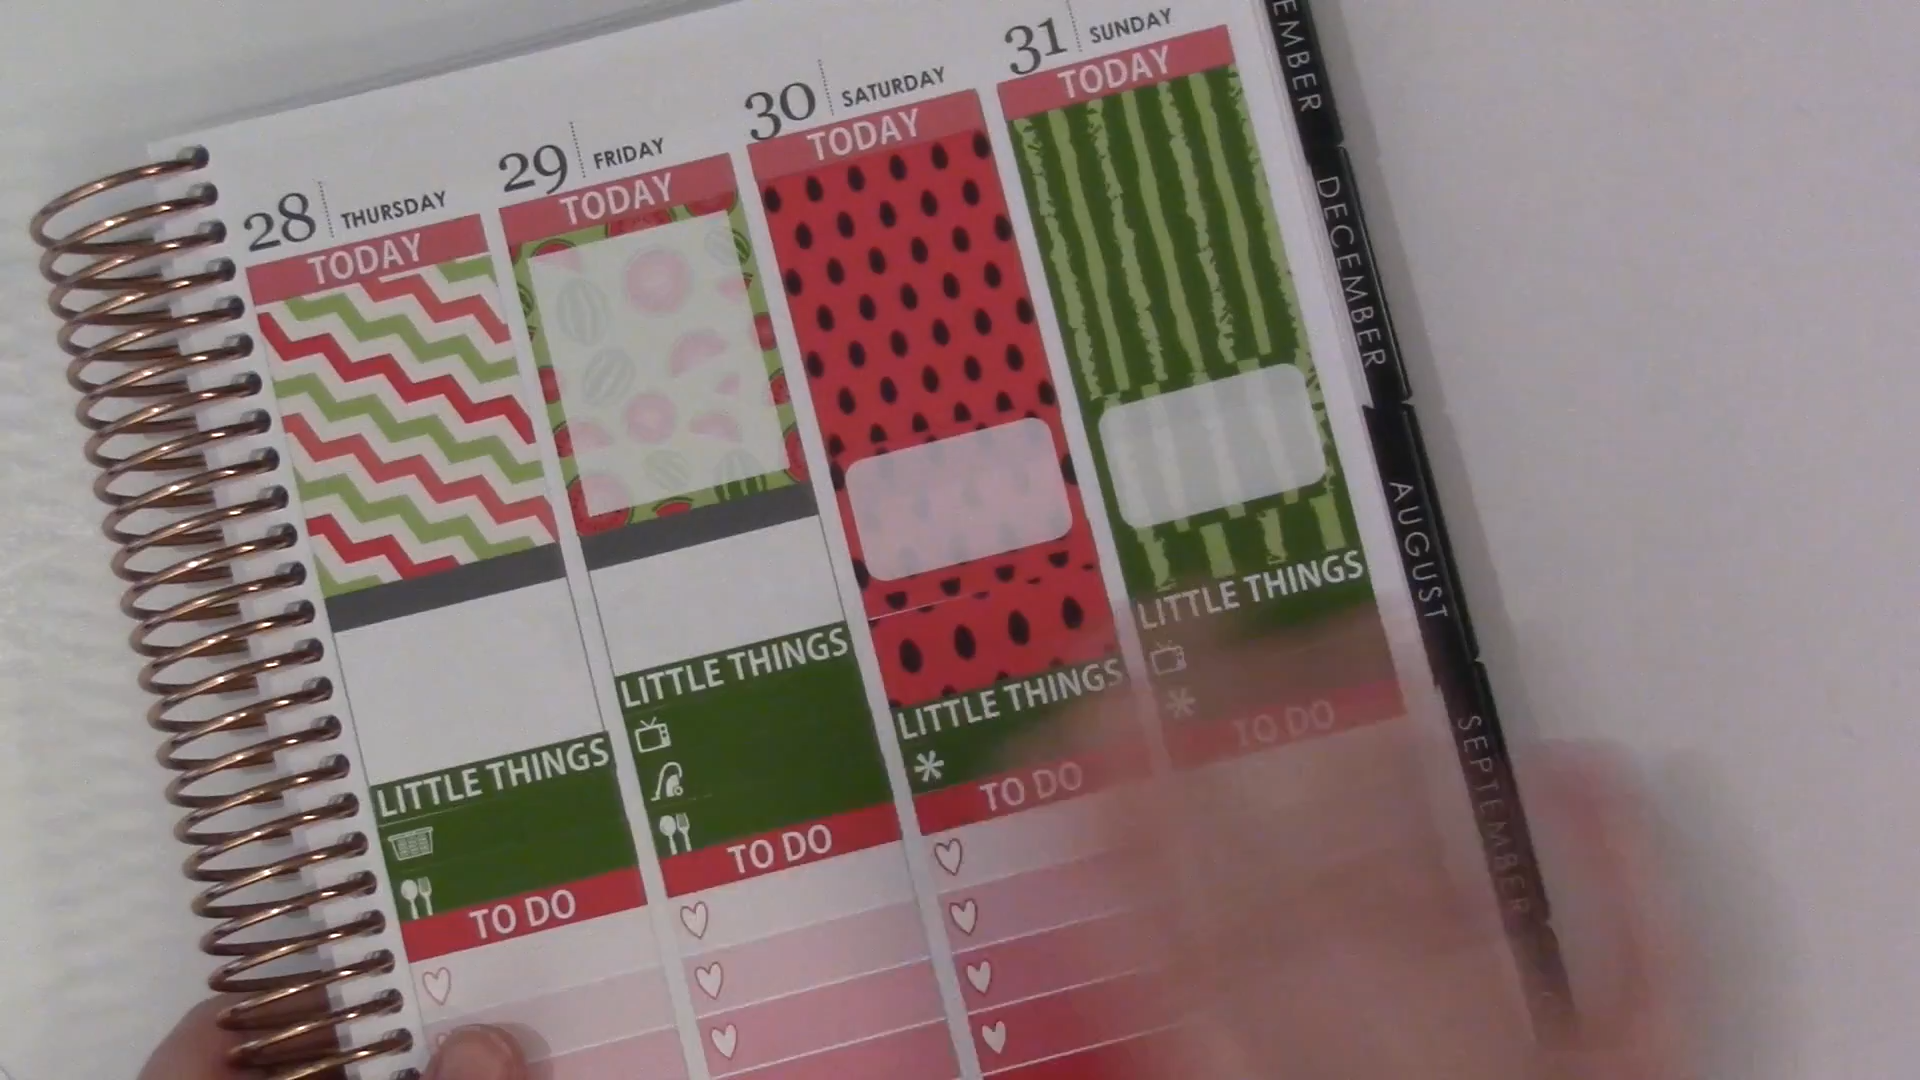 28 THURSDAY
TODAY
LITTLE THINGS
TO DO
29 FRIDAY
TODAY
LITTLE THINGS
TO DO
30 SATURDAY
TODAY
LITTLE THINGS
TO DO
31 SUNDAY
TODAY
LITTLE THINGS
TO DO
EMBER
DECEMBER
AUGUST
SEPTEMBER